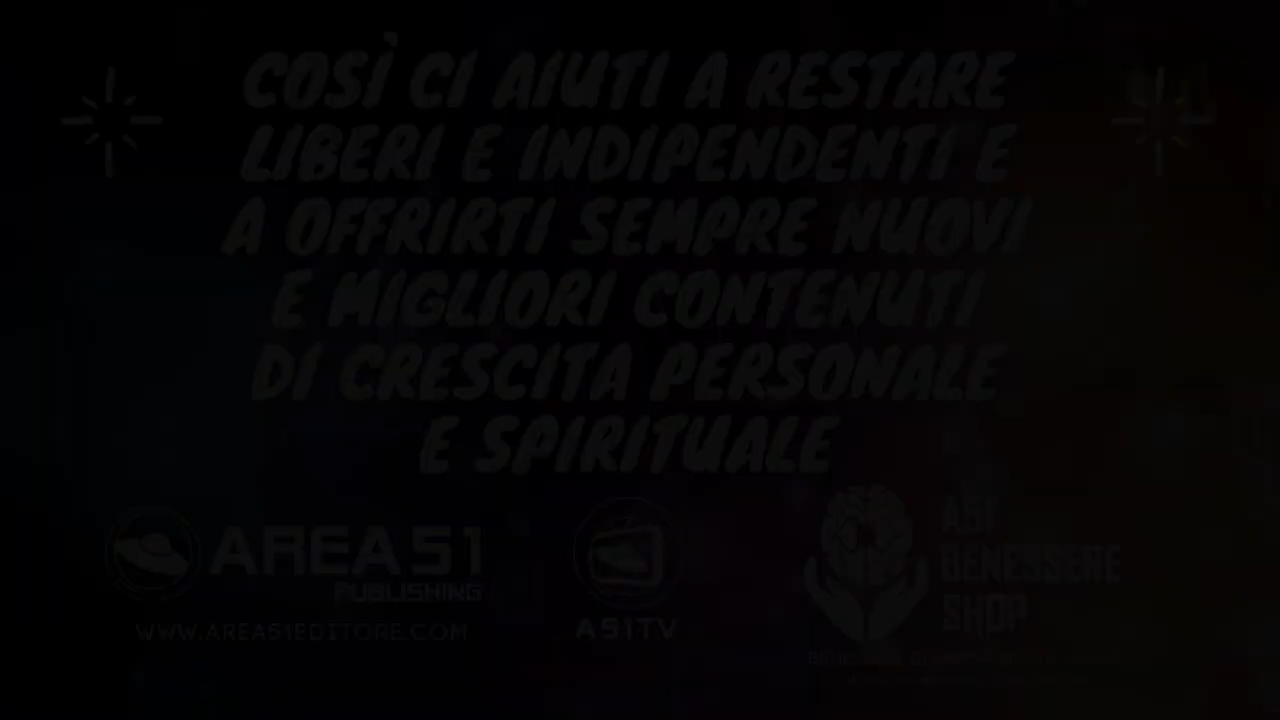 COSÌ CI AIUTI A RESTARE
LIBERI E INDIPENDENTI E
A OFFRIRTI SEMPRE NUOVI
E MIGLIORI CONTENUTI
DI CRESCITA PERSONALE
E SPIRITUALE
AREA51
PUBLISHING
WWW.AREA51EDITORE.COM
A51TV
A51
BENESSERE
SHOP